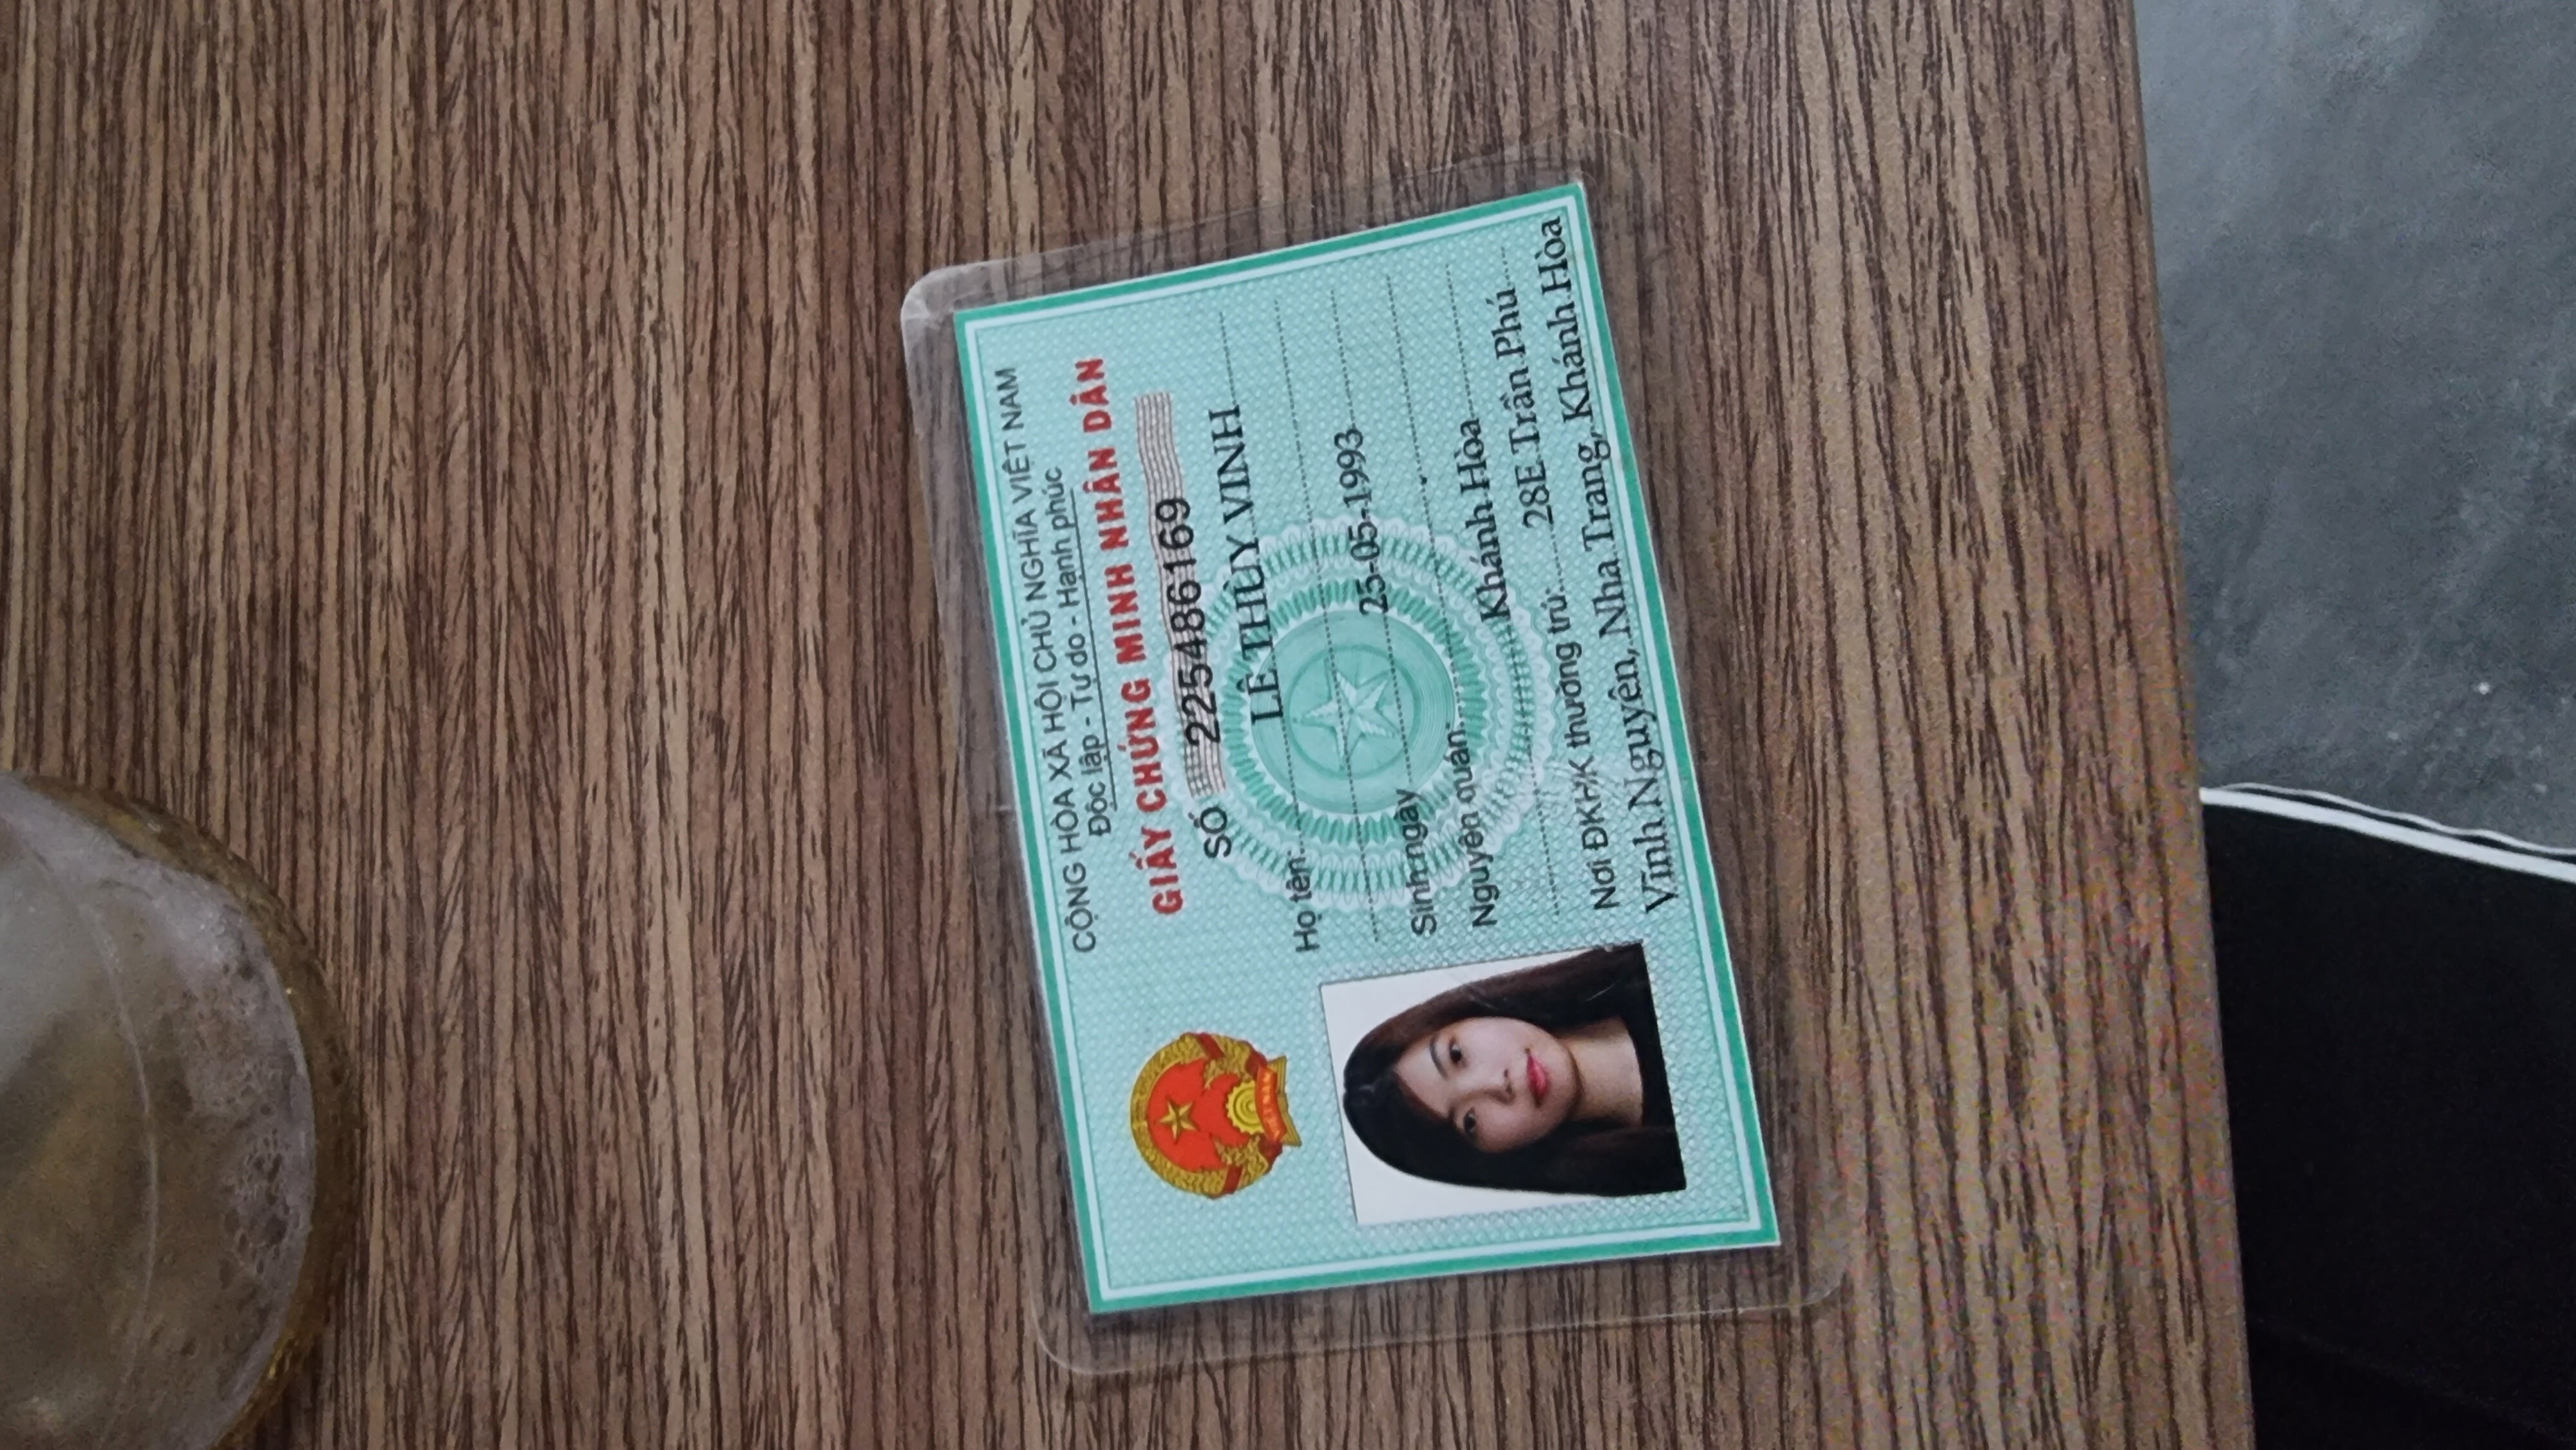 CỘNG HÒA XÃ HỘI CHỦ NGHĨA VIỆT NAM
Độc lập - Tự do - Hạnh phúc
GIẤY CHỨNG MINH NHÂN DÂN
SỐ 225486169
Họ tên: LÊ THÙY VINH
Sinh ngày 25-05-1993
Nguyên quán: Khánh Hòa
Nơi ĐKHK thường trú: 28E Trần Phú
Vĩnh Nguyên, Nha Trang, Khánh Hòa
VIỆT NAM